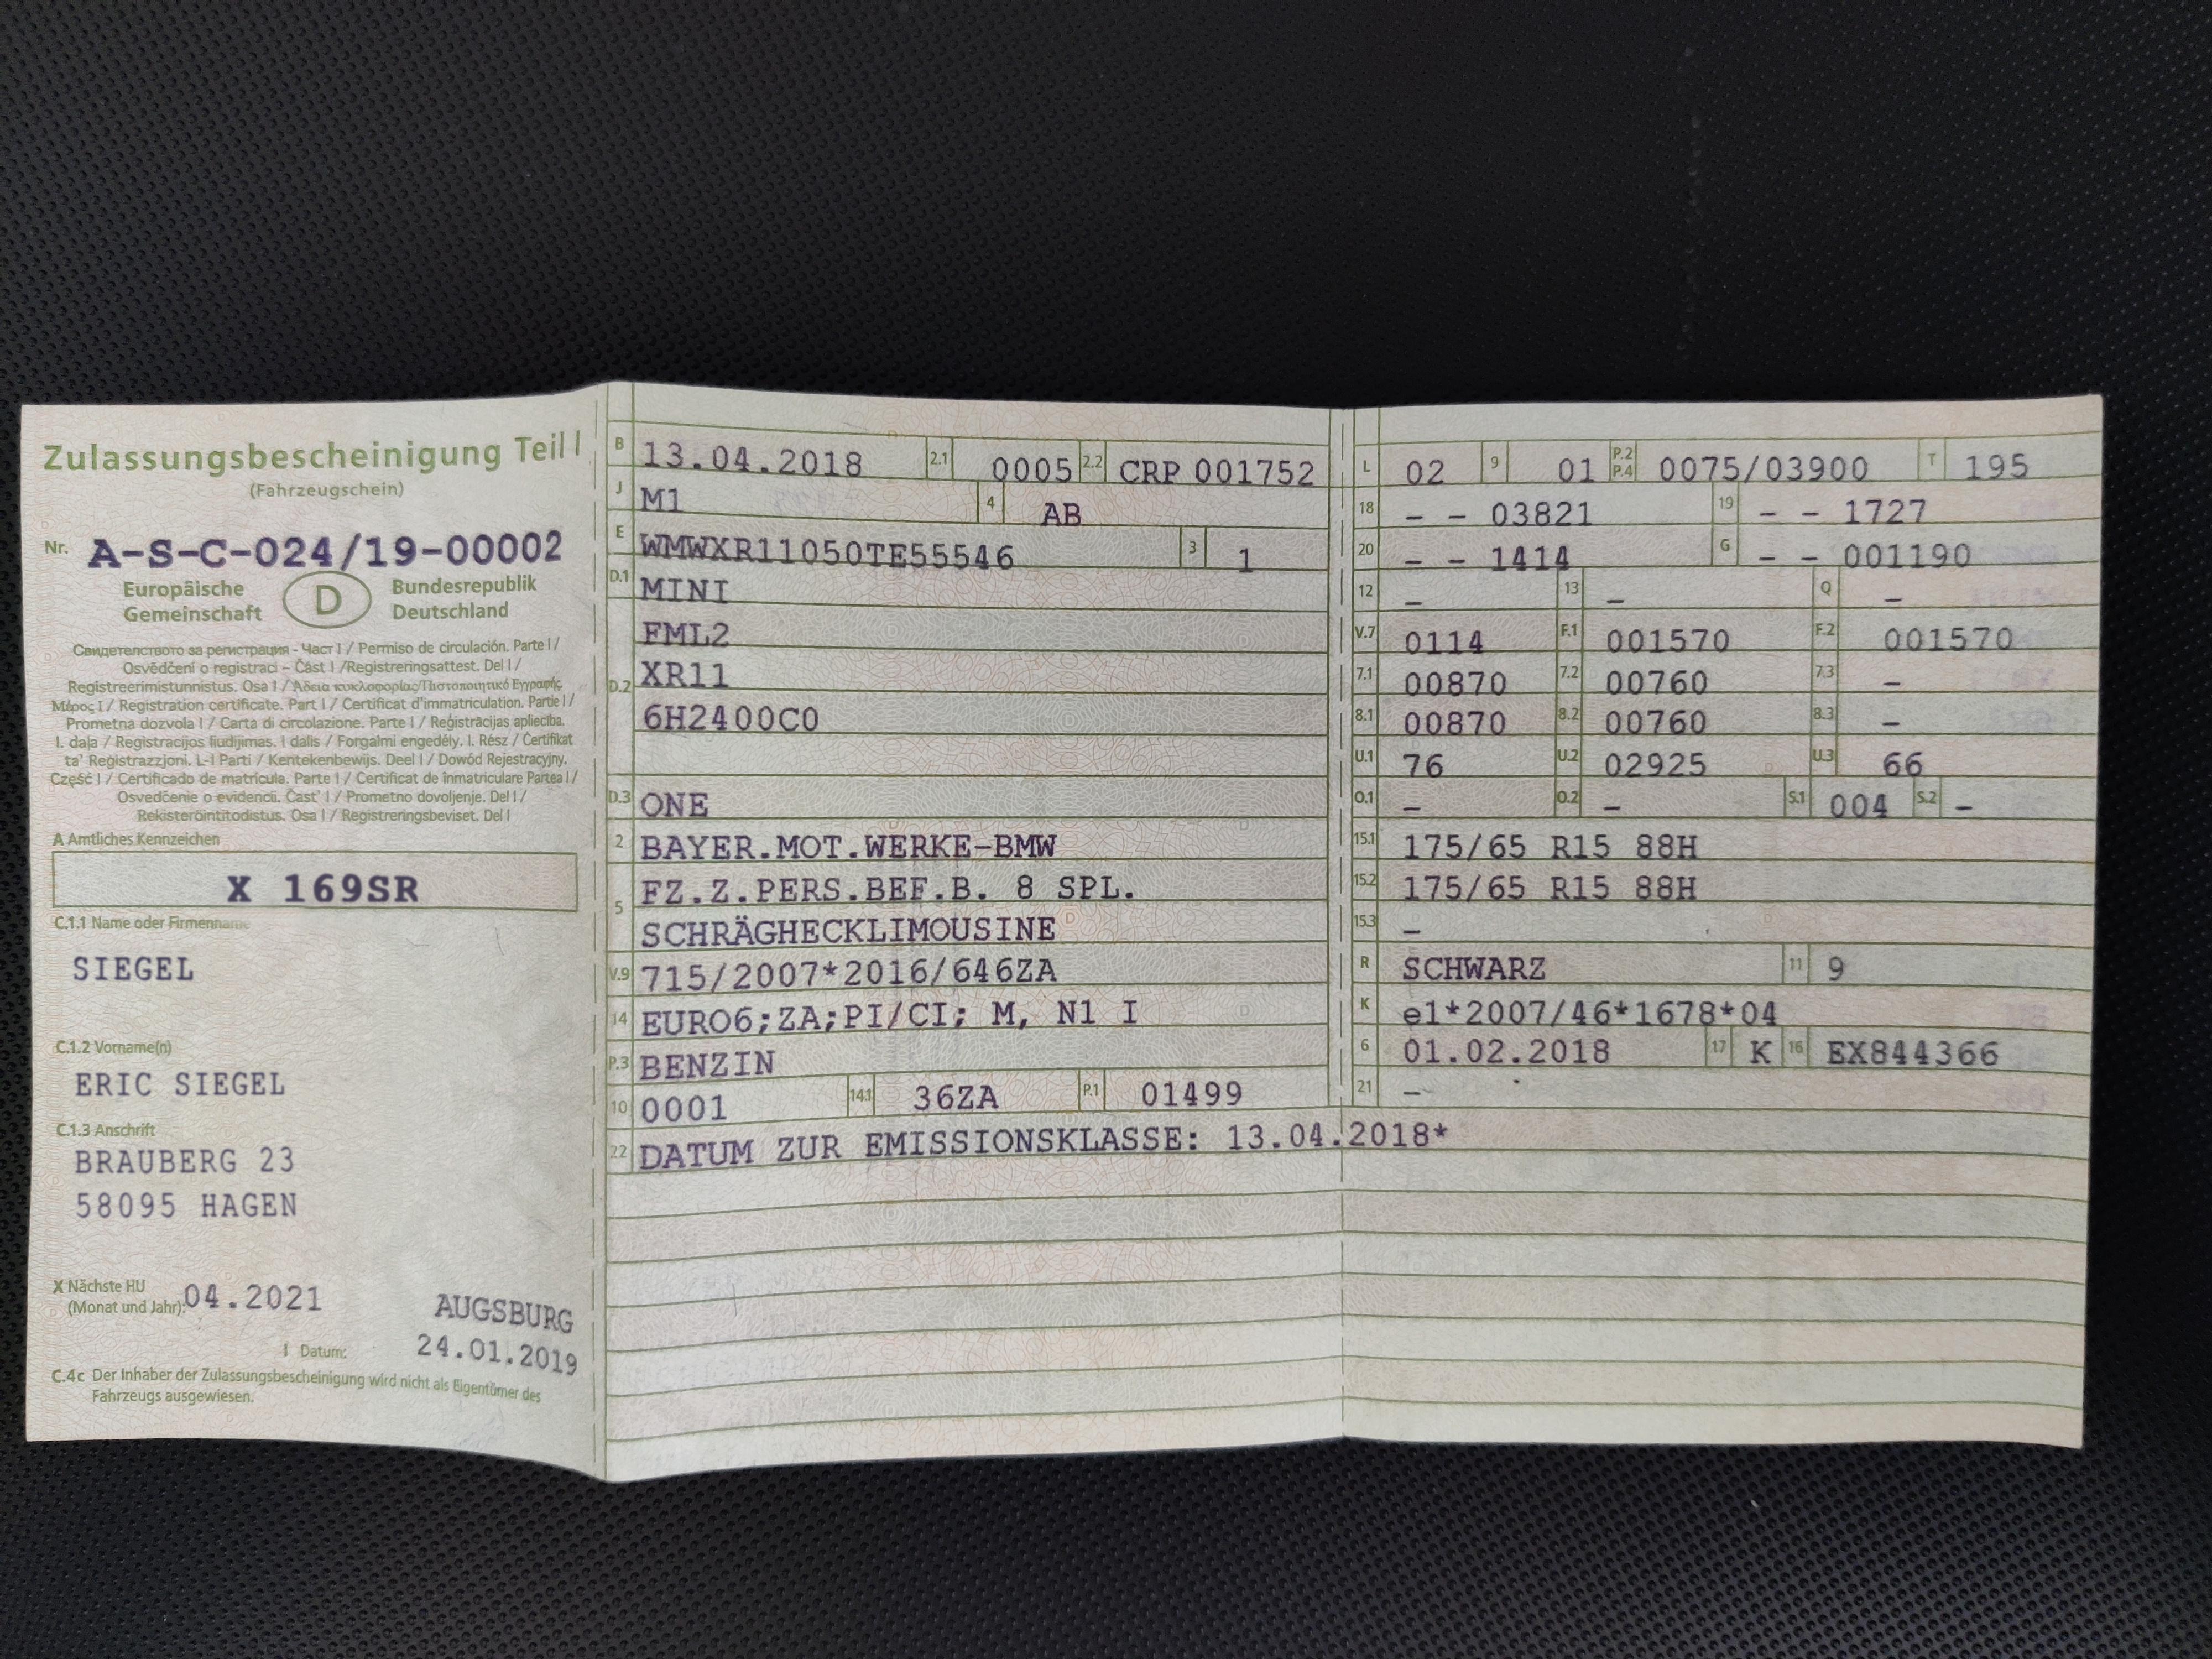 Zulassungsbescheinigung Teil I
(Fahrzeugschein)
Nr. A-S-C-024/19-00002
Europäische Gemeinschaft
D
Bundesrepublik Deutschland
Свидетелството за регистрация - Част I / Permiso de circulación. Parte I /
Osvědčení o registraci – Část I /Registreringsattest. Del I /
Registreerimistunnistus. Osa I / Άδεια κυκλοφορίας/Πιστοποιητικό Εγγραφής
Μέρος I / Registration certificate. Part I / Certificat d'immatriculation. Partie I /
Prometna dozvola I / Carta di circolazione. Parte I / Reģistrācijas apliecība.
I. daļa / Registracijos liudijimas. I dalis / Forgalmi engedély. I. Rész / Ċertifikat
ta' Reġistrazzjoni. L-I Parti / Kentekenbewijs. Deel I / Dowód Rejestracyjny.
Część I / Certificado de matrícula. Parte I / Certificat de înmatriculare Partea I /
Osvedčenie o evidencii. Časť I / Prometno dovoljenje. Del I /
Rekisteröintitodistus. Osa I / Registreringsbeviset. Del I
A Amtliches Kennzeichen
X 169SR
C.1.1 Name oder Firmenname
SIEGEL
C.1.2 Vorname(n)
ERIC SIEGEL
C.1.3 Anschrift
BRAUBERG 23
58095 HAGEN
X Nächste HU
(Monat und Jahr): 04.2021
AUGSBURG
I Datum: 24.01.2019
C.4c Der Inhaber der Zulassungsbescheinigung wird nicht als Eigentümer des
Fahrzeugs ausgewiesen.
B 13.04.2018 2.1 0005 2.2 CRP 001752
J M1 4 AB
E WMWXR11050TE55546 3 1
D.1 MINI
FML2
D.2 XR11
6H2400C0
D.3 ONE
2 BAYER.MOT.WERKE-BMW
5 FZ.Z.PERS.BEF.B. 8 SPL.
SCHRÄGHECKLIMOUSINE
V.9 715/2007*2016/646ZA
14 EURO6;ZA;PI/CI; M, N1 I
P.3 BENZIN
10 0001 14.1 36ZA P.1 01499
22 DATUM ZUR EMISSIONSKLASSE: 13.04.2018*
L 02 9 01 P.2 P.4 0075/03900 T 195
18 - - 03821 19 - - 1727
20 - - 1414 G - - 001190
12 - 13 - Q -
V.7 0114 F.1 001570 F.2 001570
7.1 00870 7.2 00760 7.3 -
8.1 00870 8.2 00760 8.3 -
U.1 76 U.2 02925 U.3 66
O.1 - O.2 - S.1 004 S.2 -
15.1 175/65 R15 88H
15.2 175/65 R15 88H
15.3 -
R SCHWARZ 11 9
K e1*2007/46*1678*04
6 01.02.2018 17 K 16 EX844366
21 -